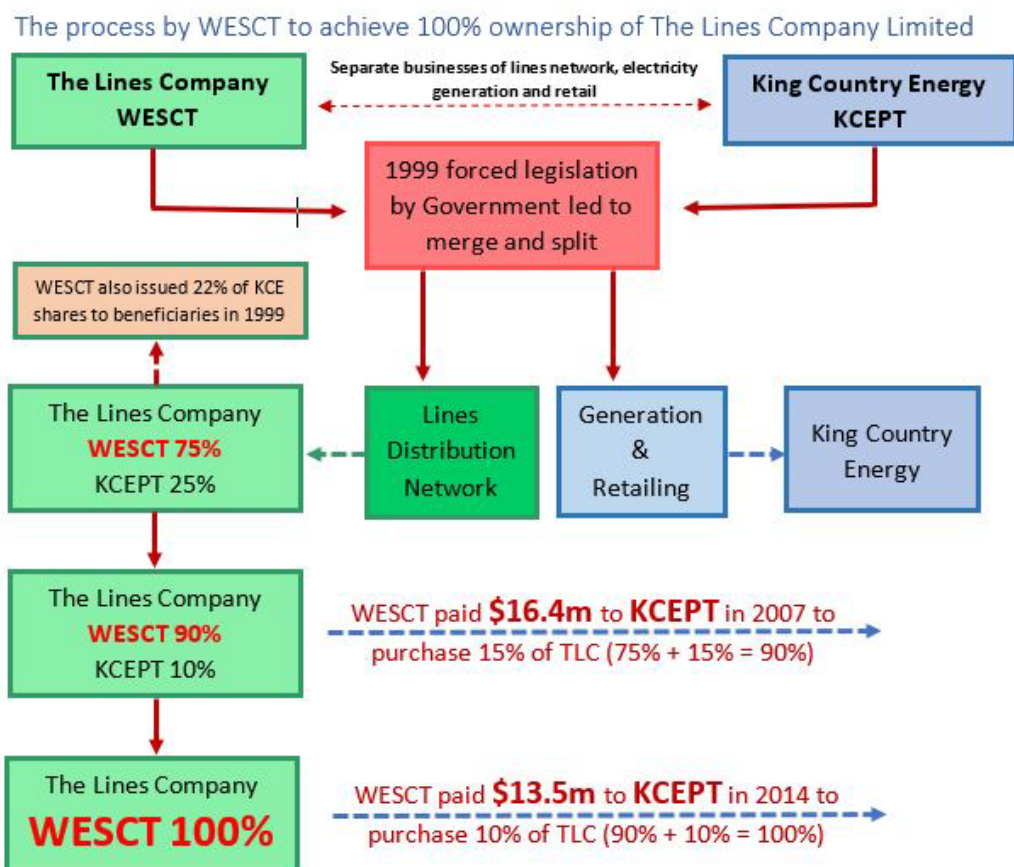 The process by WESCT to achieve 100% ownership of The Lines Company Limited
The Lines Company
WESCT
Separate businesses of lines network, electricity
generation and retail
King Country Energy
KCEPT
1999 forced legislation
by Government led to
merge and split
WESCT also issued 22% of KCE
shares to beneficiaries in 1999
The Lines Company
WESCT 75%
KCEPT 25%
Lines
Distribution
Network
Generation
&
Retailing
King Country
Energy
The Lines Company
WESCT 90%
KCEPT 10%
WESCT paid $16.4m to KCEPT in 2007 to
purchase 15% of TLC (75% + 15% = 90%)
The Lines Company
WESCT 100%
WESCT paid $13.5m to KCEPT in 2014 to
purchase 10% of TLC (90% + 10% = 100%)